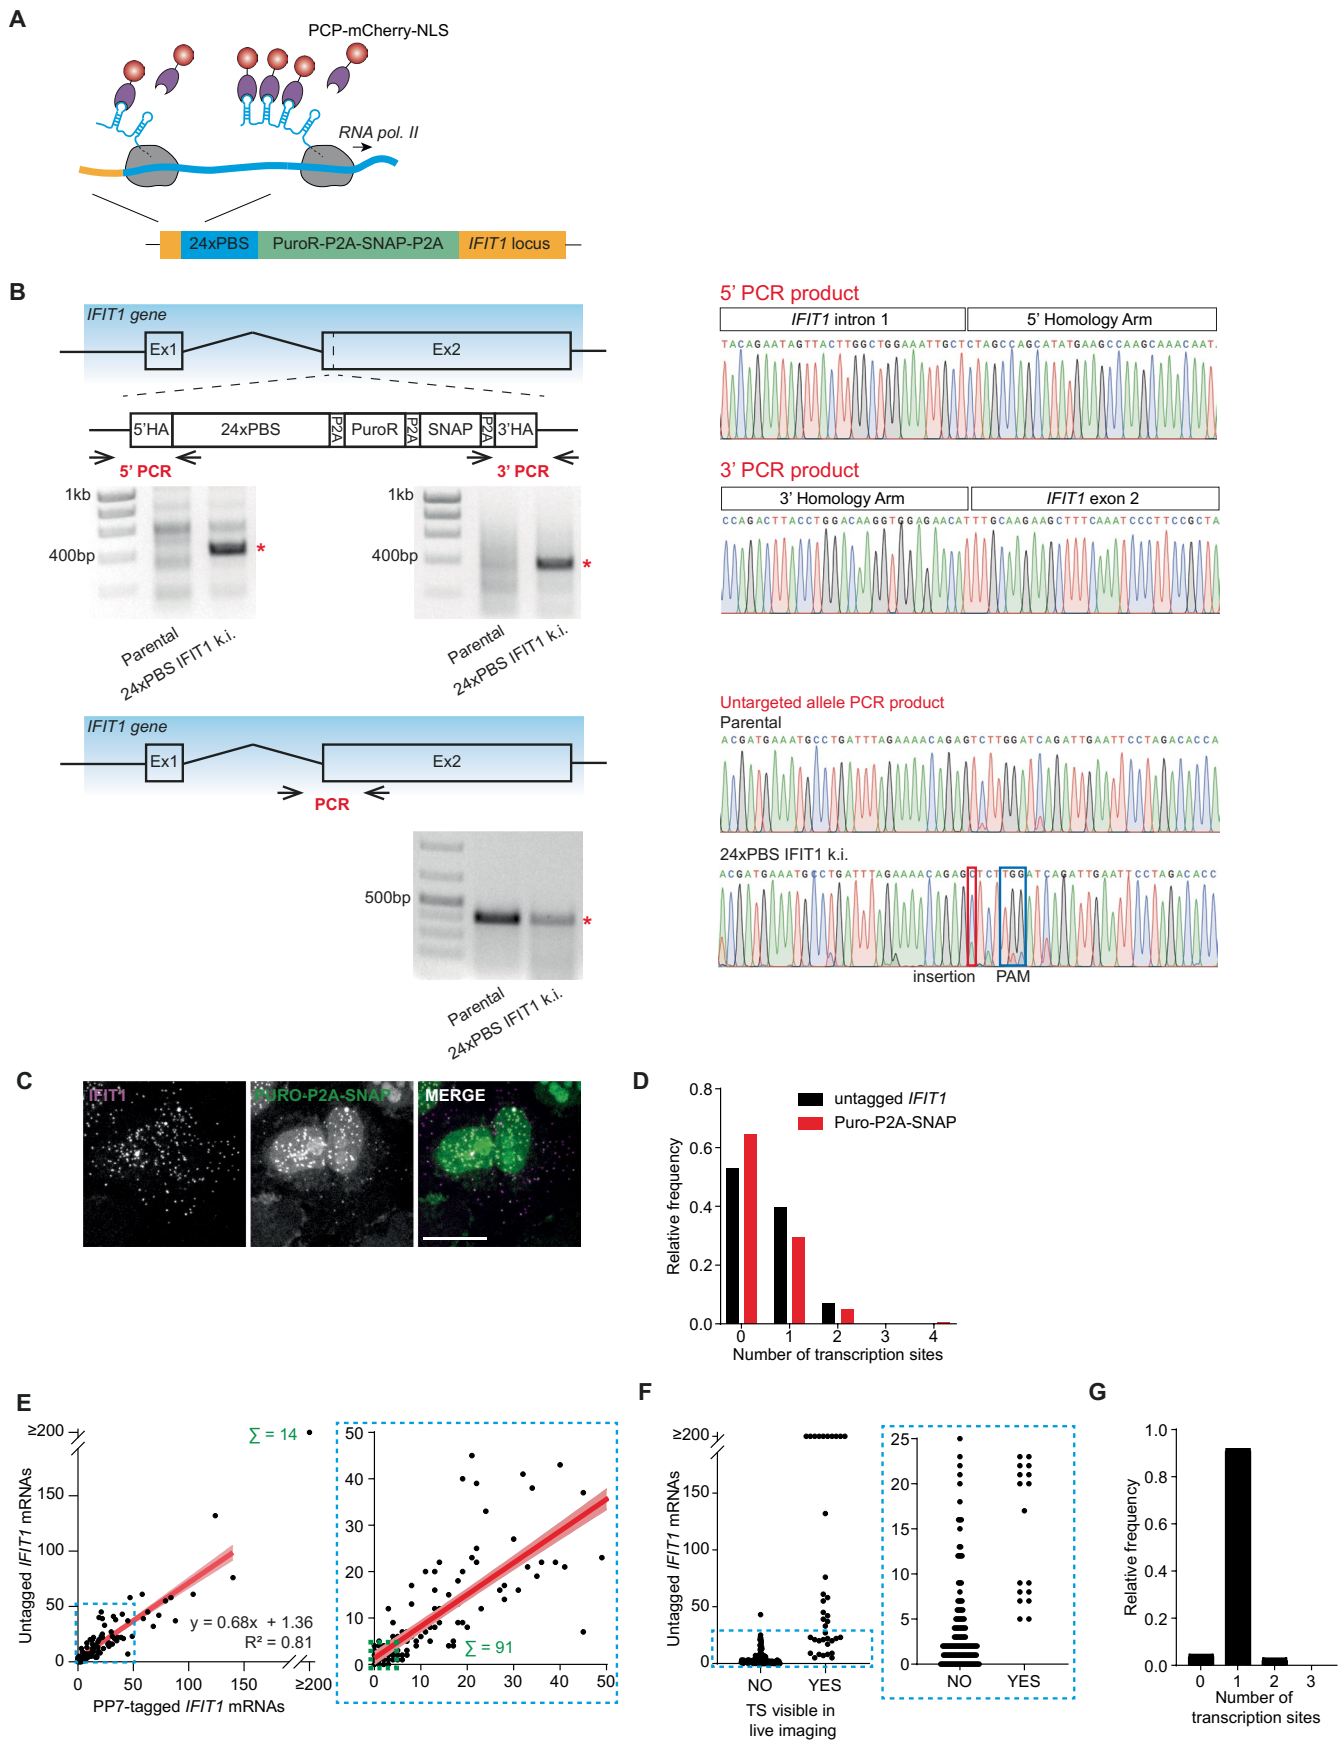 A
PCP-mCherry-NLS
RNA pol. II
24xPBS PuroR-P2A-SNAP-P2A IFIT1 locus
B
IFIT1 gene
Ex1 Ex2
5'HA 24xPBS P2A PuroR P2A SNAP P2A 3'HA
5' PCR 3' PCR
1kb
400bp
*
Parental
24xPBS IFIT1 k.i.
1kb
400bp
*
Parental
24xPBS IFIT1 k.i.
5' PCR product
IFIT1 intron 1 5' Homology Arm
TACAGAATAGTTACTTGGCTGGAAATTGCTCTAGCCAGCATATGAAGCCAAGCAAACAAT.
3' PCR product
3' Homology Arm IFIT1 exon 2
CCAGACTTACCTGGACAAGGTGGAGAACATTTGCAAGAAGCTTTCAAATCCCTTCCGCTA
IFIT1 gene
Ex1 Ex2
PCR
500bp
*
Parental
24xPBS IFIT1 k.i.
Untargeted allele PCR product
Parental
ACGATGAAATGCCTGATTTAGAAAACAGAGTCTTGGATCAGATTGAATTCCTAGACACCA
24xPBS IFIT1 k.i.
ACGATGAAATGCCTGATTTAGAAAACAGAGCTCTTGGATCAGATTGAATTCCTAGACACC
insertion PAM
C
IFIT1 PURO-P2A-SNAP MERGE
D
untagged IFIT1
Puro-P2A-SNAP
Relative frequency
0.8
0.6
0.4
0.2
0.0
0 1 2 3 4
Number of transcription sites
E
Untagged IFIT1 mRNAs
≥200
150
100
50
0
∑ = 14
y = 0.68x + 1.36
R² = 0.81
0 50 100 150 ≥200
PP7-tagged IFIT1 mRNAs
50
40
30
20
10
0
∑ = 91
0 10 20 30 40 50
F
Untagged IFIT1 mRNAs
≥200
150
100
50
0
NO YES
TS visible in
live imaging
25
20
15
10
5
0
NO YES
G
Relative frequency
1.0
0.8
0.6
0.4
0.2
0.0
0 1 2 3
Number of
transcription sites